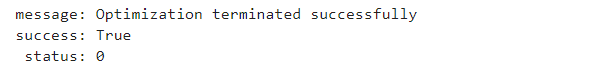 message: Optimization terminated successfully
success: True
status: 0